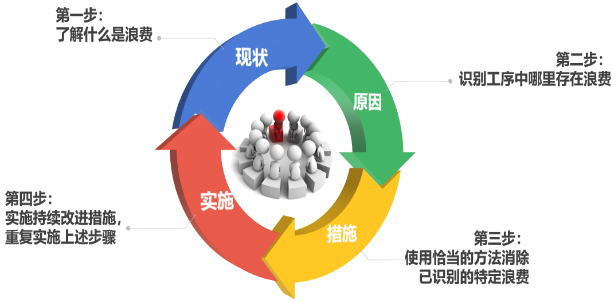 第一步：
了解什么是浪费
现状
第二步：
识别工序中哪里存在浪费
原因
第三步：
使用恰当的方法消除
已识别的特定浪费
措施
第四步：
实施持续改进措施，
重复实施上述步骤
实施